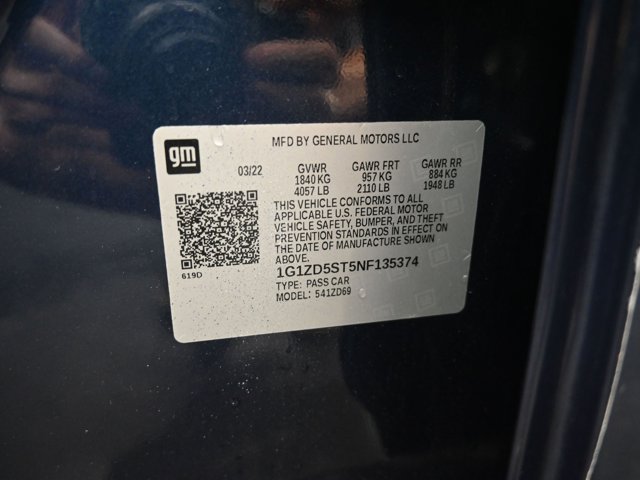 gm
MFD BY GENERAL MOTORS LLC
03/22 GVWR GAWR FRT GAWR RR
1840 KG 957 KG 884 KG
4057 LB 2110 LB 1948 LB
THIS VEHICLE CONFORMS TO ALL
APPLICABLE U.S. FEDERAL MOTOR
VEHICLE SAFETY, BUMPER, AND THEFT
PREVENTION STANDARDS IN EFFECT ON
THE DATE OF MANUFACTURE SHOWN
ABOVE.
619D
1G1ZD5ST5NF135374
TYPE: PASS CAR
MODEL: 541ZD69